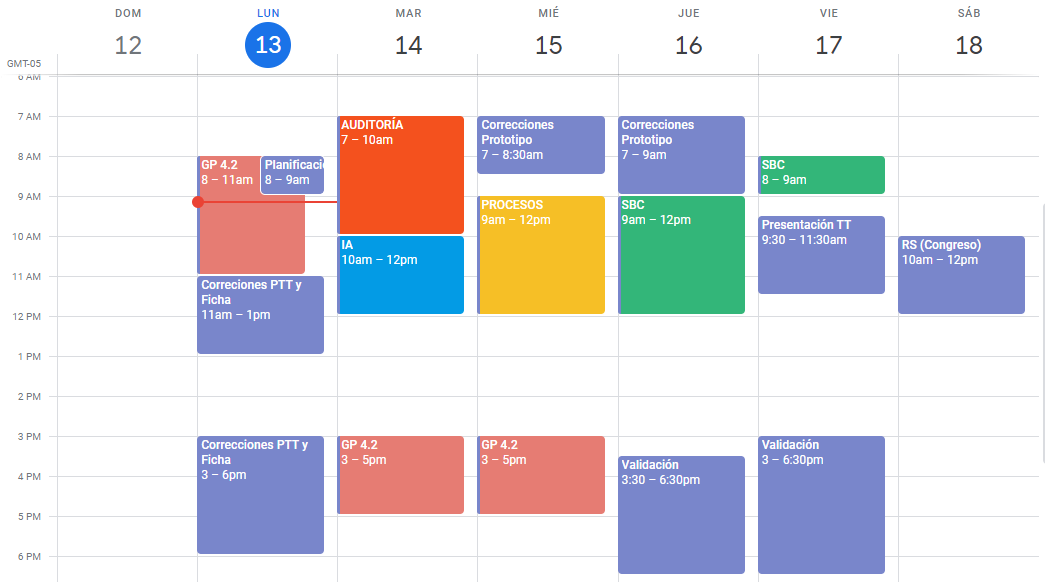 DOM
LUN
MAR
MIÉ
JUE
VIE
SÁB
12
13
14
15
16
17
18
GMT-05
6 AM
7 AM
8 AM
9 AM
10 AM
11 AM
12 PM
1 PM
2 PM
3 PM
4 PM
5 PM
6 PM
GP 4.2
8 – 11am
Planificaci
8 – 9am
Correciones PTT y
Ficha
11am – 1pm
Correcciones PTT y
Ficha
3 – 6pm
AUDITORÍA
7 – 10am
IA
10am – 12pm
GP 4.2
3 – 5pm
Correcciones
Prototipo
7 – 8:30am
PROCESOS
9am – 12pm
GP 4.2
3 – 5pm
Correcciones
Prototipo
7 – 9am
SBC
9am – 12pm
Validación
3:30 – 6:30pm
SBC
8 – 9am
Presentación TT
9:30 – 11:30am
Validación
3 – 6:30pm
RS (Congreso)
10am – 12pm